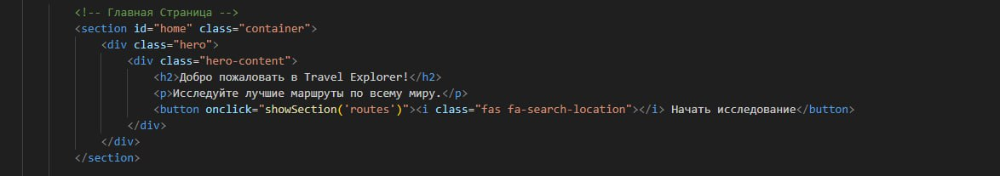 <!-- Главная Страница -->
<section id="home" class="container">
<div class="hero">
<div class="hero-content">
<h2>Добро пожаловать в Travel Explorer!</h2>
<p>Исследуйте лучшие маршруты по всему миру.</p>
<button onclick="showSection('routes')"><i class="fas fa-search-location"></i> Начать исследование</button>
</div>
</div>
</section>